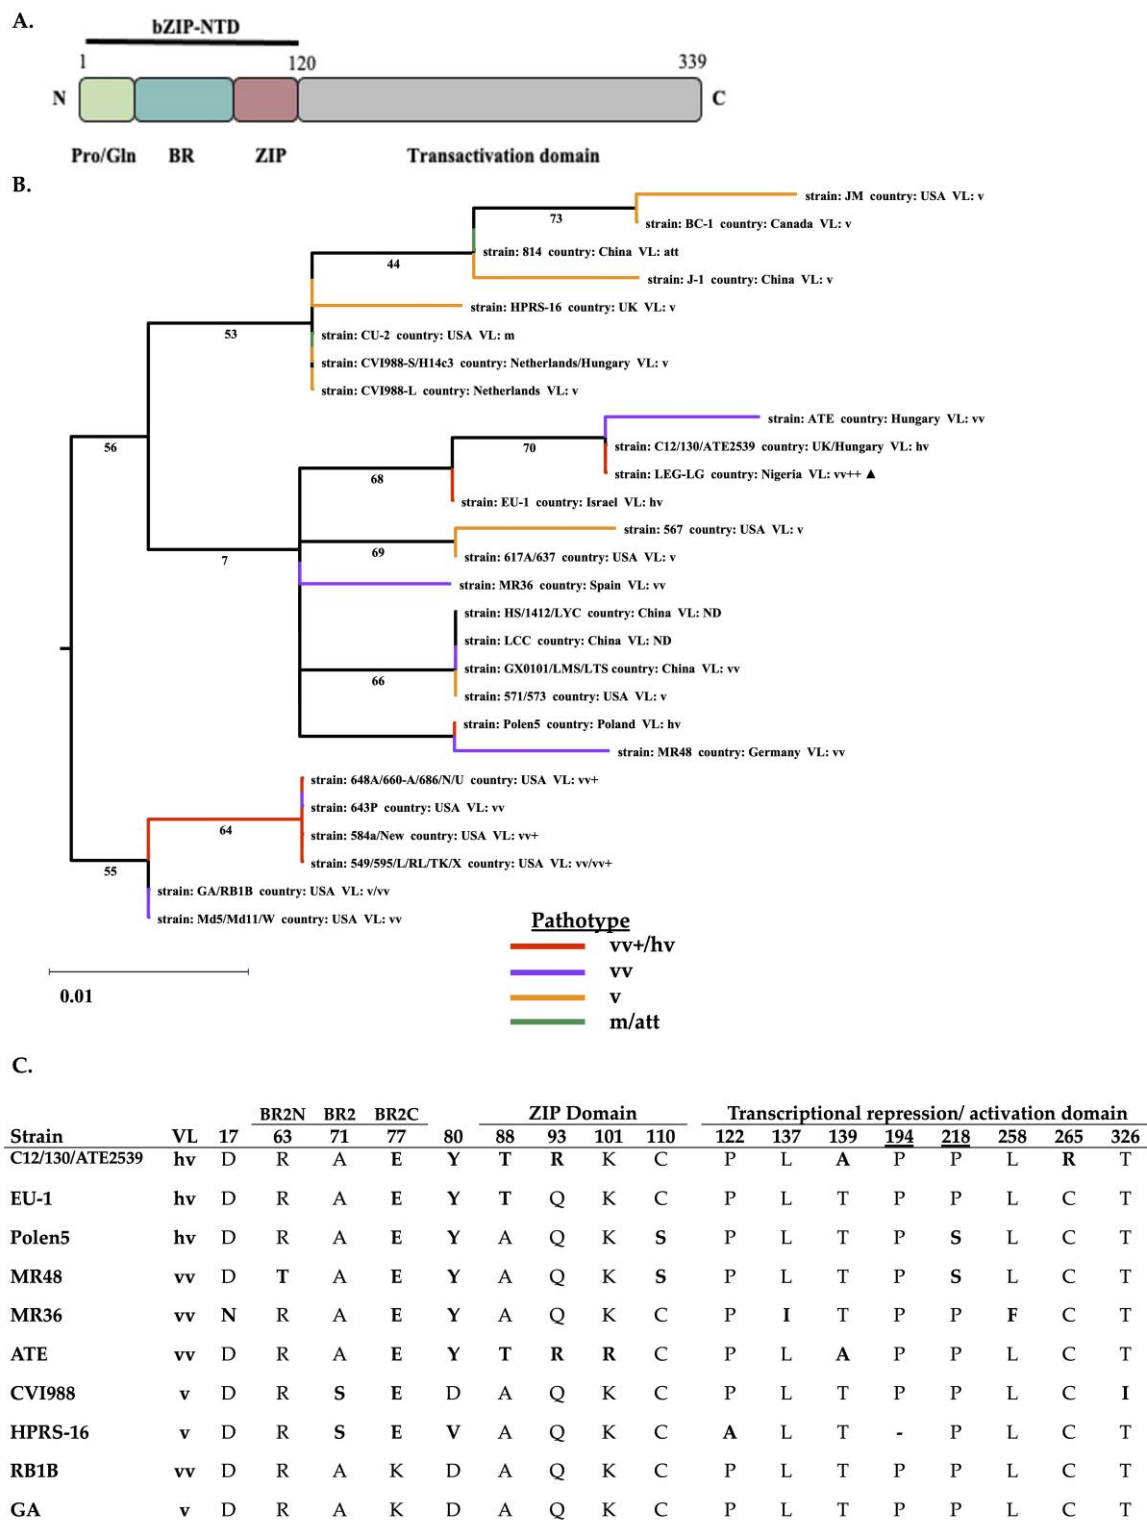 A.
bZIP-NTD
1 120 339
N C
Pro/Gln BR ZIP Transactivation domain
B.
strain: JM country: USA VL: v
73
strain: BC-1 country: Canada VL: v
strain: 814 country: China VL: att
44
strain: J-1 country: China VL: v
strain: HPRS-16 country: UK VL: v
53
strain: CU-2 country: USA VL: m
strain: CVI988-S/H14c3 country: Netherlands/Hungary VL: v
strain: CVI988-L country: Netherlands VL: v
strain: ATE country: Hungary VL: vv
56
70
strain: C12/130/ATE2539 country: UK/Hungary VL: hv
68
strain: LEG-LG country: Nigeria VL: vv++ ▲
strain: EU-1 country: Israel VL: hv
strain: 567 country: USA VL: v
69
7
strain: 617A/637 country: USA VL: v
strain: MR36 country: Spain VL: vv
strain: HS/1412/LYC country: China VL: ND
strain: LCC country: China VL: ND
strain: GX0101/LMS/LTS country: China VL: vv
66
strain: 571/573 country: USA VL: v
strain: Polen5 country: Poland VL: hv
strain: MR48 country: Germany VL: vv
strain: 648A/660-A/686/N/U country: USA VL: vv+
strain: 643P country: USA VL: vv
64
strain: 584a/New country: USA VL: vv+
strain: 549/595/L/RL/TK/X country: USA VL: vv/vv+
55
strain: GA/RB1B country: USA VL: v/vv
strain: Md5/Md11/W country: USA VL: vv
Pathotype
vv+/hv
vv
v
m/att
0.01
C.
BR2N BR2 BR2C ZIP Domain Transcriptional repression/ activation domain
Strain VL 17 63 71 77 80 88 93 101 110 122 137 139 194 218 258 265 326
C12/130/ATE2539 hv D R A E Y T R K C P L A P P L R T
EU-1 hv D R A E Y T Q K C P L T P P L C T
Polen5 hv D R A E Y A Q K S P L T P S L C T
MR48 vv D T A E Y A Q K S P L T P S L C T
MR36 vv N R A E Y A Q K C P I T P P F C T
ATE vv D R A E Y T R R C P L A P P L C T
CVI988 v D R S E D A Q K C P L T P P L C I
HPRS-16 v D R S E V A Q K C A L T - P L C T
RB1B vv D R A K D A Q K C P L T P P L C T
GA v D R A K D A Q K C P L T P P L C T